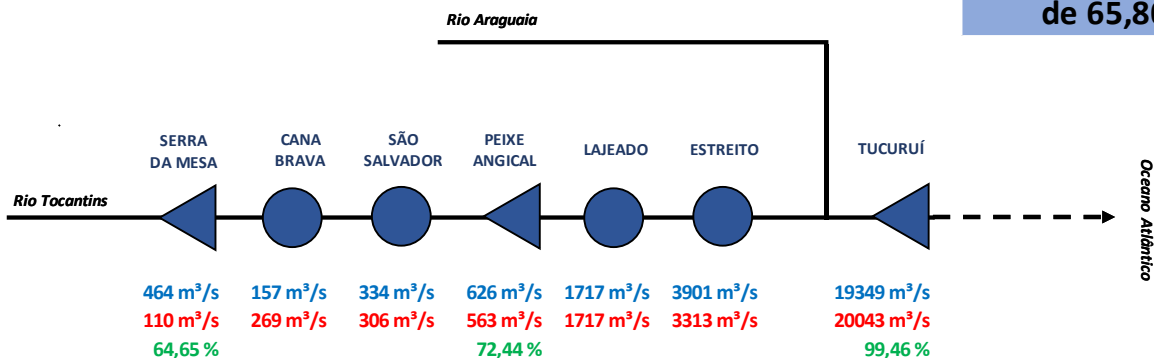 de 65,80
Rio Araguaia
SERRA
DA MESA
CANA
BRAVA
SÃO
SALVADOR
PEIXE
ANGICAL
LAJEADO
ESTREITO
TUCURUÍ
Rio Tocantins
Oceano Atlântico
464 m³/s 157 m³/s 334 m³/s 626 m³/s 1717 m³/s 3901 m³/s 19349 m³/s
110 m³/s 269 m³/s 306 m³/s 563 m³/s 1717 m³/s 3313 m³/s 20043 m³/s
64,65 % 72,44 % 99,46 %